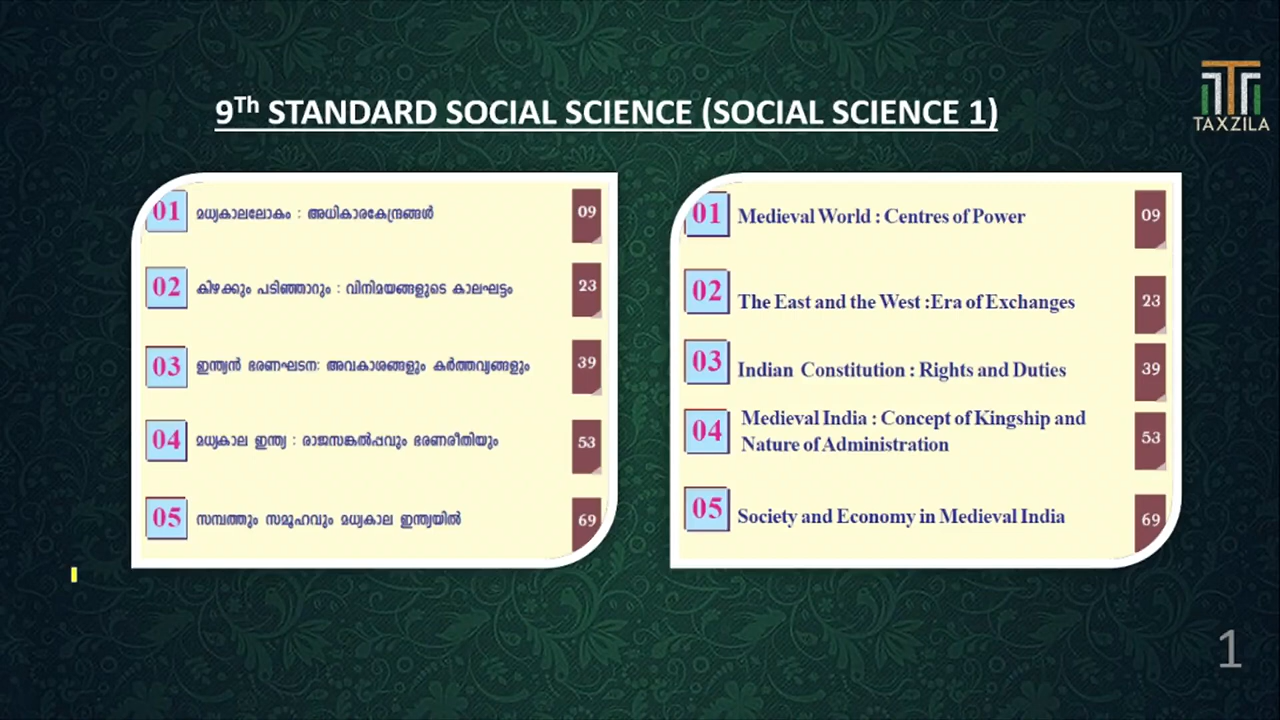 9Th STANDARD SOCIAL SCIENCE (SOCIAL SCIENCE 1)
TAXZILA
01 മധ്യകാലലോകം : അധികാരകേന്ദ്രങ്ങൾ 09
02 കിഴക്കും പടിഞ്ഞാറും : വിനിമയങ്ങളുടെ കാലഘട്ടം 23
03 ഇന്ത്യൻ ഭരണഘടന: അവകാശങ്ങളും കർത്തവ്യങ്ങളും 39
04 മധ്യകാല ഇന്ത്യ : രാജസങ്കൽപ്പവും ഭരണരീതിയും 53
05 സമ്പത്തും സമൂഹവും മധ്യകാല ഇന്ത്യയിൽ 69
01 Medieval World : Centres of Power 09
02 The East and the West :Era of Exchanges 23
03 Indian Constitution : Rights and Duties 39
04 Medieval India : Concept of Kingship and
Nature of Administration 53
05 Society and Economy in Medieval India 69
1